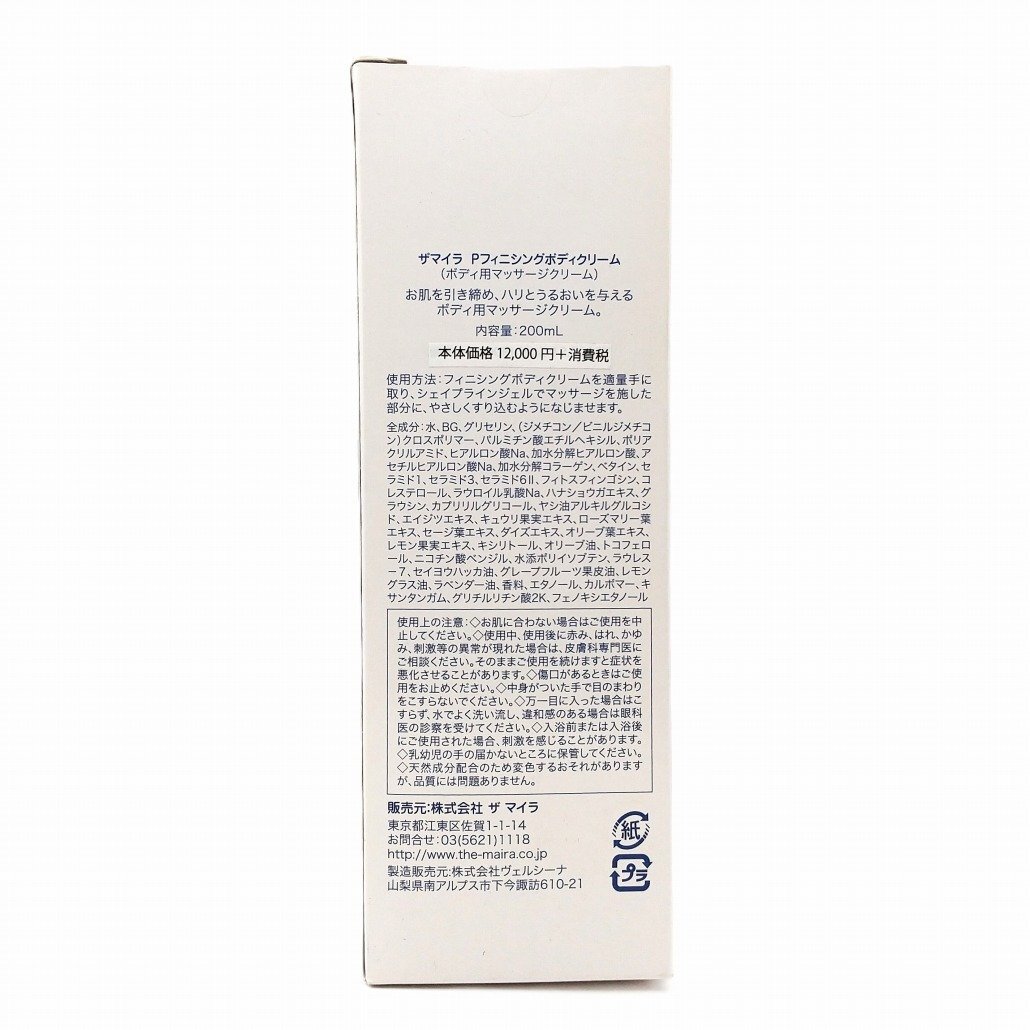 ザマイラ Pフィニシングボディクリーム
(ボディ用マッサージクリーム)
お肌を引き締め、ハリとうるおいを与える
ボディ用マッサージクリーム。
内容量:200mL
本体価格 12,000 円+消費税
使用方法:フィニシングボディクリームを適量手に
取り、シェイプラインジェルでマッサージを施した
部分に、やさしくすり込むようになじませます。
全成分:水、BG、グリセリン、(ジメチコン/ビニルジメチコ
ン)クロスポリマー、パルミチン酸エチルヘキシル、ポリア
クリルアミド、ヒアルロン酸Na、加水分解ヒアルロン酸、ア
セチルヒアルロン酸Na、加水分解コラーゲン、ベタイン、セ
ラミド1、セラミド3、セラミド6Ⅱ、フィトスフィンゴシン、コ
レステロール、ラウロイル乳酸Na、ハナショウガエキス、グ
ラウシン、カプリリルグリコール、ヤシ油アルキルグルコシ
ド、エイジツエキス、キュウリ果実エキス、ローズマリー葉
エキス、セージ葉エキス、ダイズエキス、オリーブ葉エキス、
レモン果実エキス、キシリトール、オリーブ油、トコフェロ
ール、ニコチン酸ベンジル、水添ポリイソブテン、ラウレス
-7、セイヨウハッカ油、グレープフルーツ果皮油、レモン
グラス油、ラベンダー油、香料、エタノール、カルボマー、キ
サンタンガム、グリチルリチン酸2K、フェノキシエタノール
使用上の注意:◇お肌に合わない場合はご使用を中
止してください。◇使用中、使用後に赤み、はれ、かゆ
み、刺激等の異常が現れた場合は、皮膚科専門医に
ご相談ください。そのままご使用を続けますと症状を
悪化させることがあります。◇傷口があるときはご使
用をお止めください。◇中身がついた手で目のまわり
をこすらないでください。◇万一目に入った場合はこ
すらず、水でよく洗い流し、違和感のある場合は眼科
医の診察を受けてください。◇入浴前または入浴後
にご使用された場合、刺激を感じることがあります。
◇乳幼児の手の届かないところに保管してください。
◇天然成分配合のため変色するおそれがあります
が、品質には問題ありません。
販売元:株式会社 ザ マイラ
東京都江東区佐賀1-1-14
お問合せ:03(5621)1118
http://www.the-maira.co.jp
製造販売元:株式会社ヴェルシーナ
山梨県南アルプス市下今諏訪610-21
紙
プラ